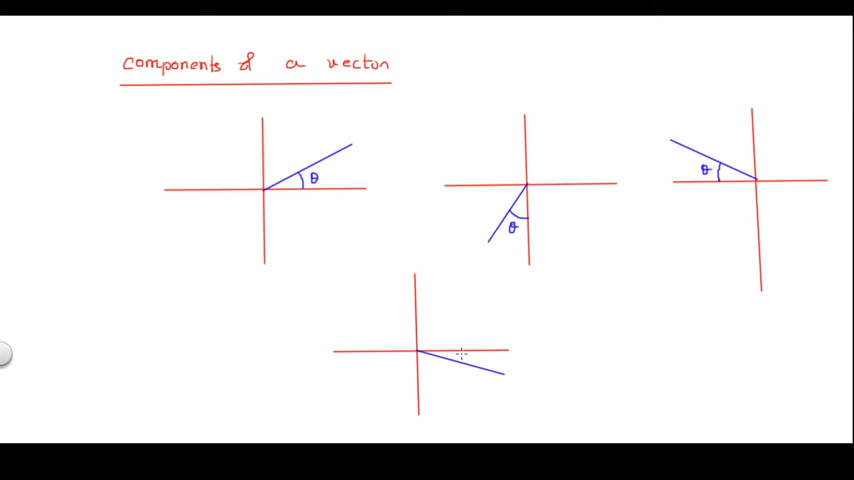 components of a vector
θ
θ
θ